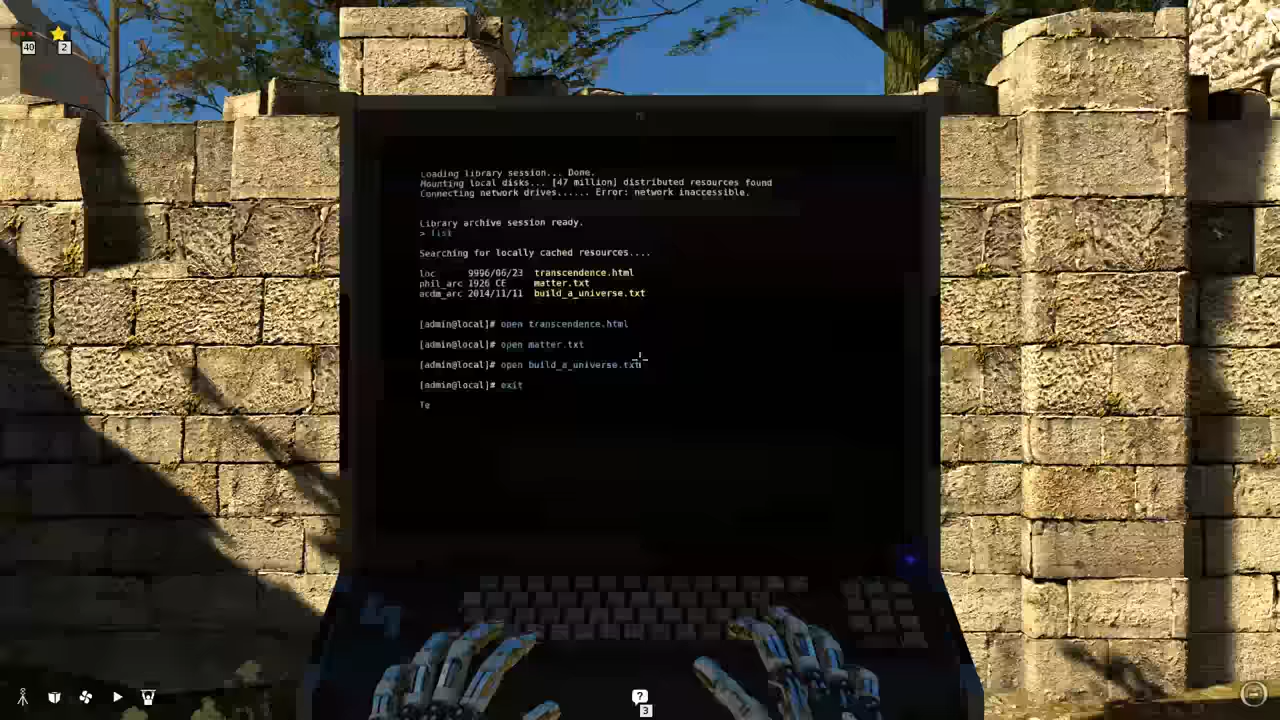 40
2
Loading library session... Done.
Mounting local disks... [47 million] distributed resources found
Connecting network drives...... Error: network inaccessible.
Library archive session ready.
> list
Searching for locally cached resources....
loc 9996/06/23 transcendence.html
phil_arc 1926 CE matter.txt
acdm_arc 2014/11/11 build_a_universe.txt
[admin@local]# open transcendence.html
[admin@local]# open matter.txt
[admin@local]# open build_a_universe.txt
[admin@local]# exit
Te
?
3